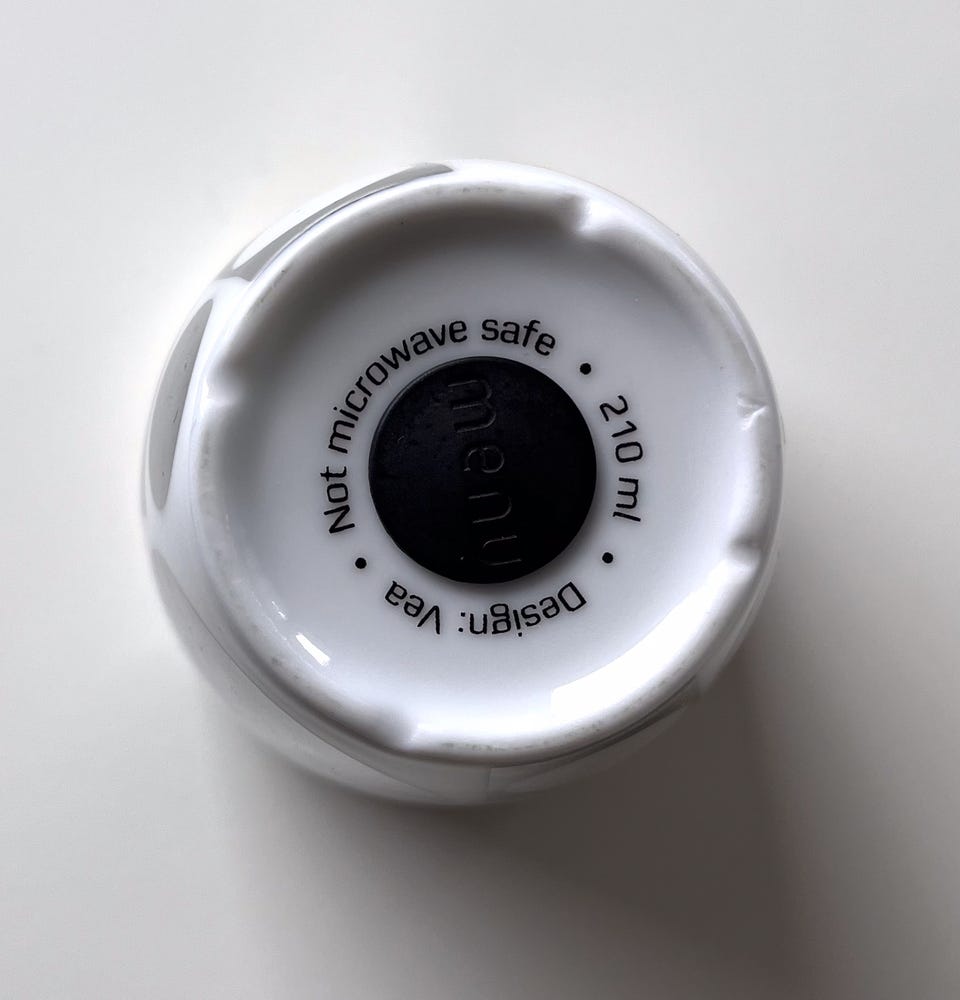 Not microwave safe • 210 ml • Design: Vea •
menu